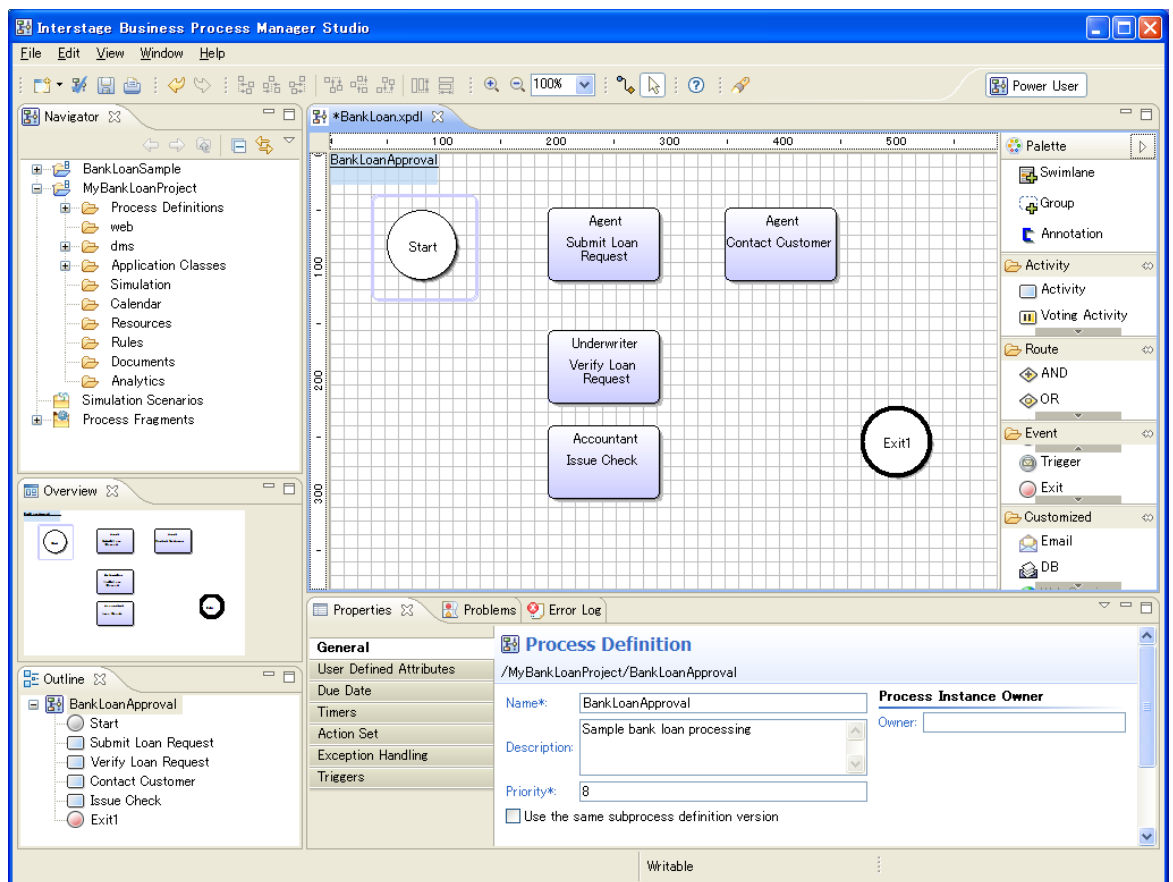 Interstage Business Process Manager Studio
File Edit View Window Help
100%
Power User
Navigator
BankLoanSample
MyBankLoanProject
Process Definitions
web
dms
Application Classes
Simulation
Calendar
Resources
Rules
Documents
Analytics
Simulation Scenarios
Process Fragments
Overview
Outline
BankLoanApproval
Start
Submit Loan Request
Verify Loan Request
Contact Customer
Issue Check
Exit1
*BankLoan.xpdl
100 200 300 400 500
100
200
300
BankLoanApproval
Start
Agent
Submit Loan
Request
Agent
Contact Customer
Underwriter
Verify Loan
Request
Accountant
Issue Check
Exit1
Palette
Swimlane
Group
Annotation
Activity
Activity
Voting Activity
Route
AND
OR
Event
Trigger
Exit
Customized
Email
DB
Properties Problems Error Log
General
User Defined Attributes
Due Date
Timers
Action Set
Exception Handling
Triggers
Process Definition
/MyBankLoanProject/BankLoanApproval
Name*: BankLoanApproval
Description: Sample bank loan processing
Priority*: 8
Use the same subprocess definition version
Process Instance Owner
Owner:
Writable